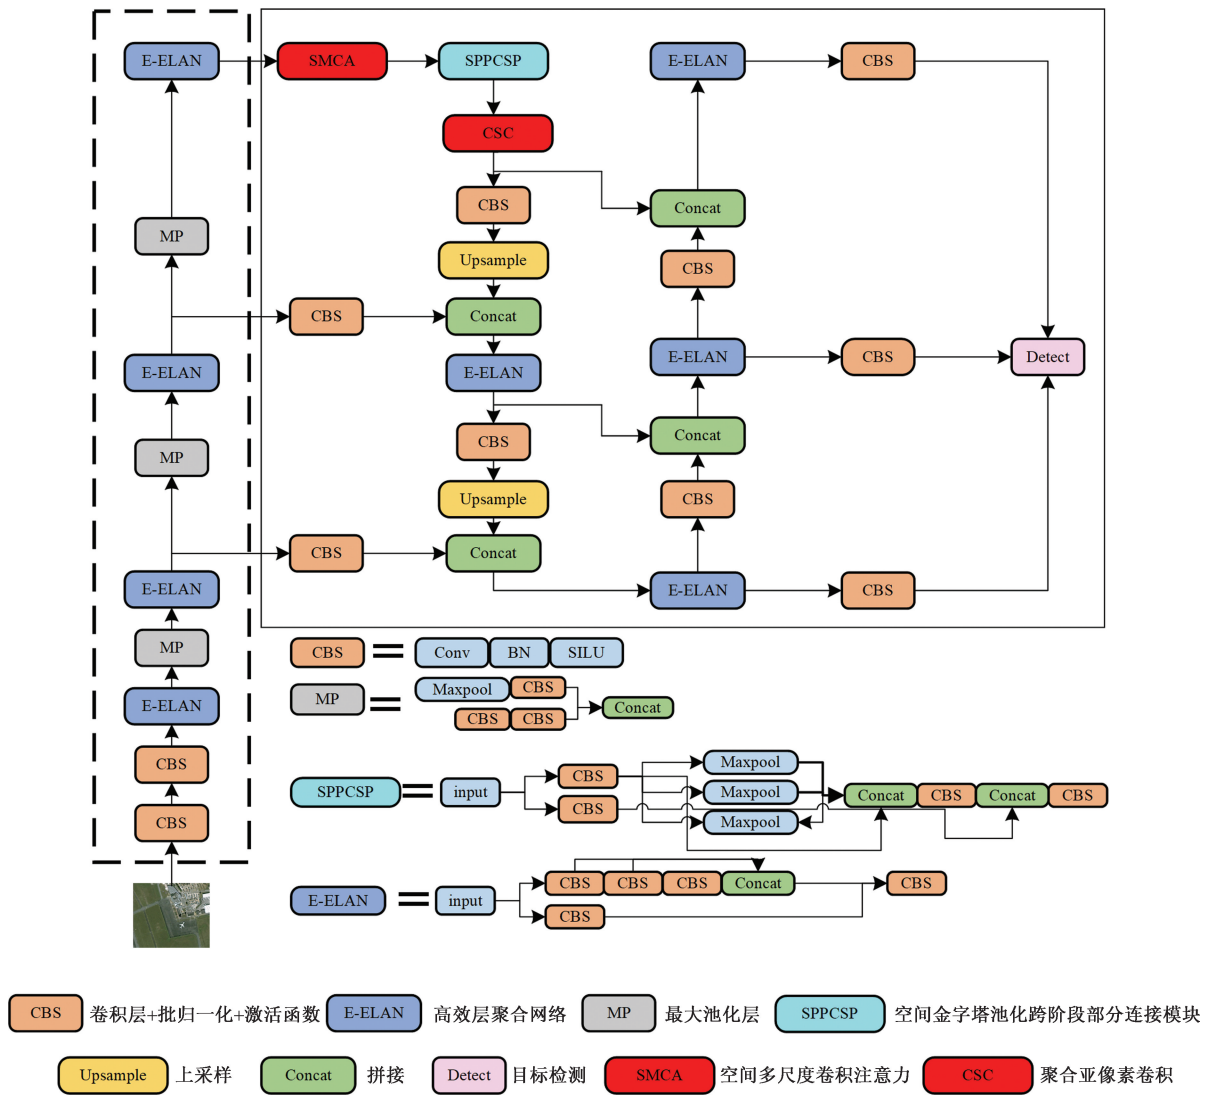 E-ELAN SMCA SPPCSP E-ELAN CBS
CSC
CBS Concat
MP
Upsample CBS
CBS Concat
E-ELAN E-ELAN E-ELAN CBS Detect
CBS Concat
MP
Upsample CBS
CBS Concat
E-ELAN E-ELAN CBS
MP CBS Conv BN SILU
E-ELAN MP Maxpool CBS
CBS CBS Concat
CBS SPPCSP input CBS Maxpool
Maxpool Concat CBS Concat CBS
CBS CBS Maxpool
E-ELAN input CBS CBS CBS Concat CBS
CBS
CBS 卷积层+批归一化+激活函数 E-ELAN 高效层聚合网络 MP 最大池化层 SPPCSP 空间金字塔池化跨阶段部分连接模块
Upsample 上采样 Concat 拼接 Detect 目标检测 SMCA 空间多尺度卷积注意力 CSC 聚合亚像素卷积